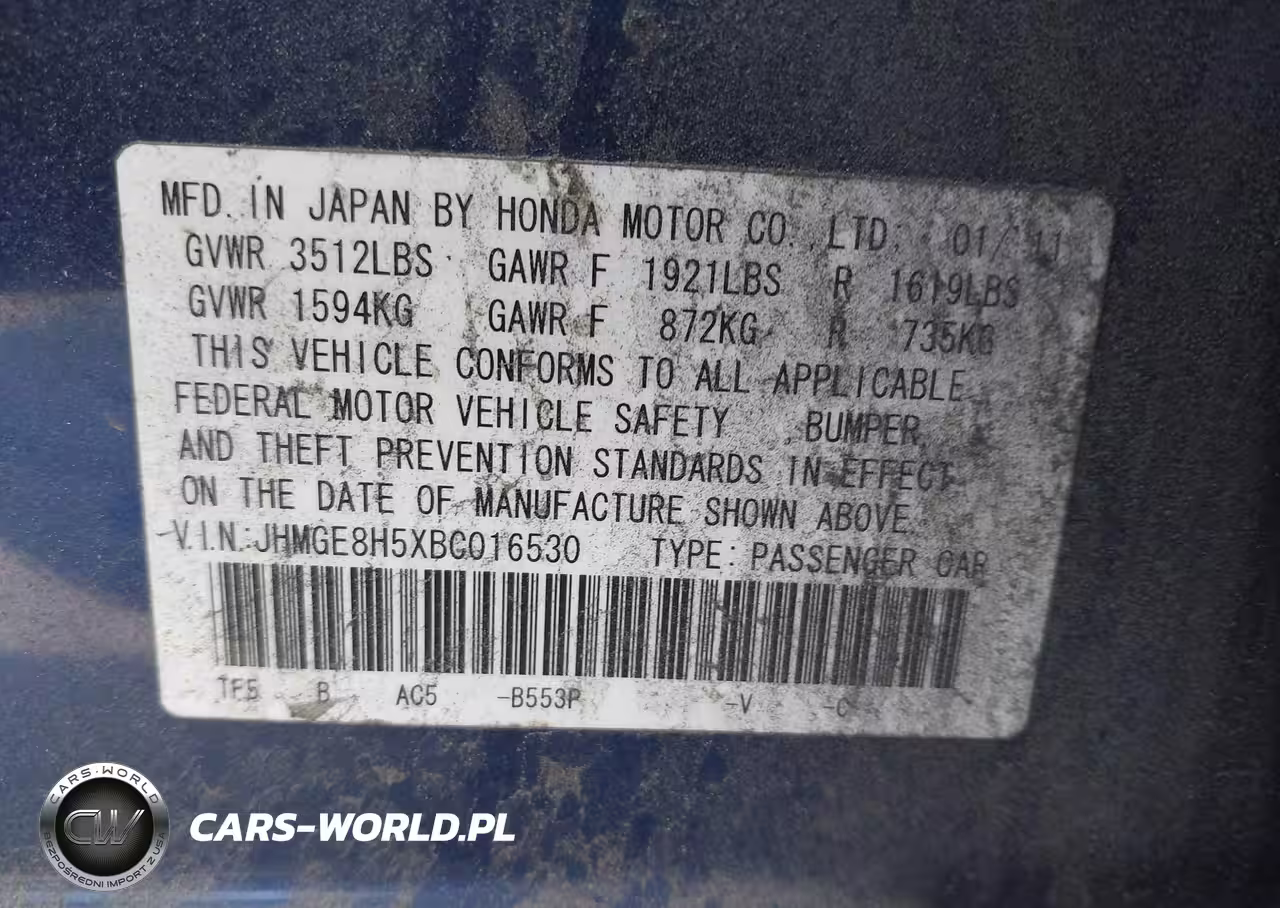 MFD. IN JAPAN BY HONDA MOTOR CO., LTD. 01/11
GVWR 3512LBS GAWR F 1921LBS R 1619LBS
GVWR 1594KG GAWR F 872KG R 735KG
THIS VEHICLE CONFORMS TO ALL APPLICABLE
FEDERAL MOTOR VEHICLE SAFETY , BUMPER,
AND THEFT PREVENTION STANDARDS IN EFFECT
ON THE DATE OF MANUFACTURE SHOWN ABOVE.
V.I.N.:JHMGE8H5XBC016530 TYPE: PASSENGER CAR
TF5 B AC5 -B553P -V -C
CARS-WORLD
CW
BEZPOŚREDNI IMPORT Z USA
CARS-WORLD.PL